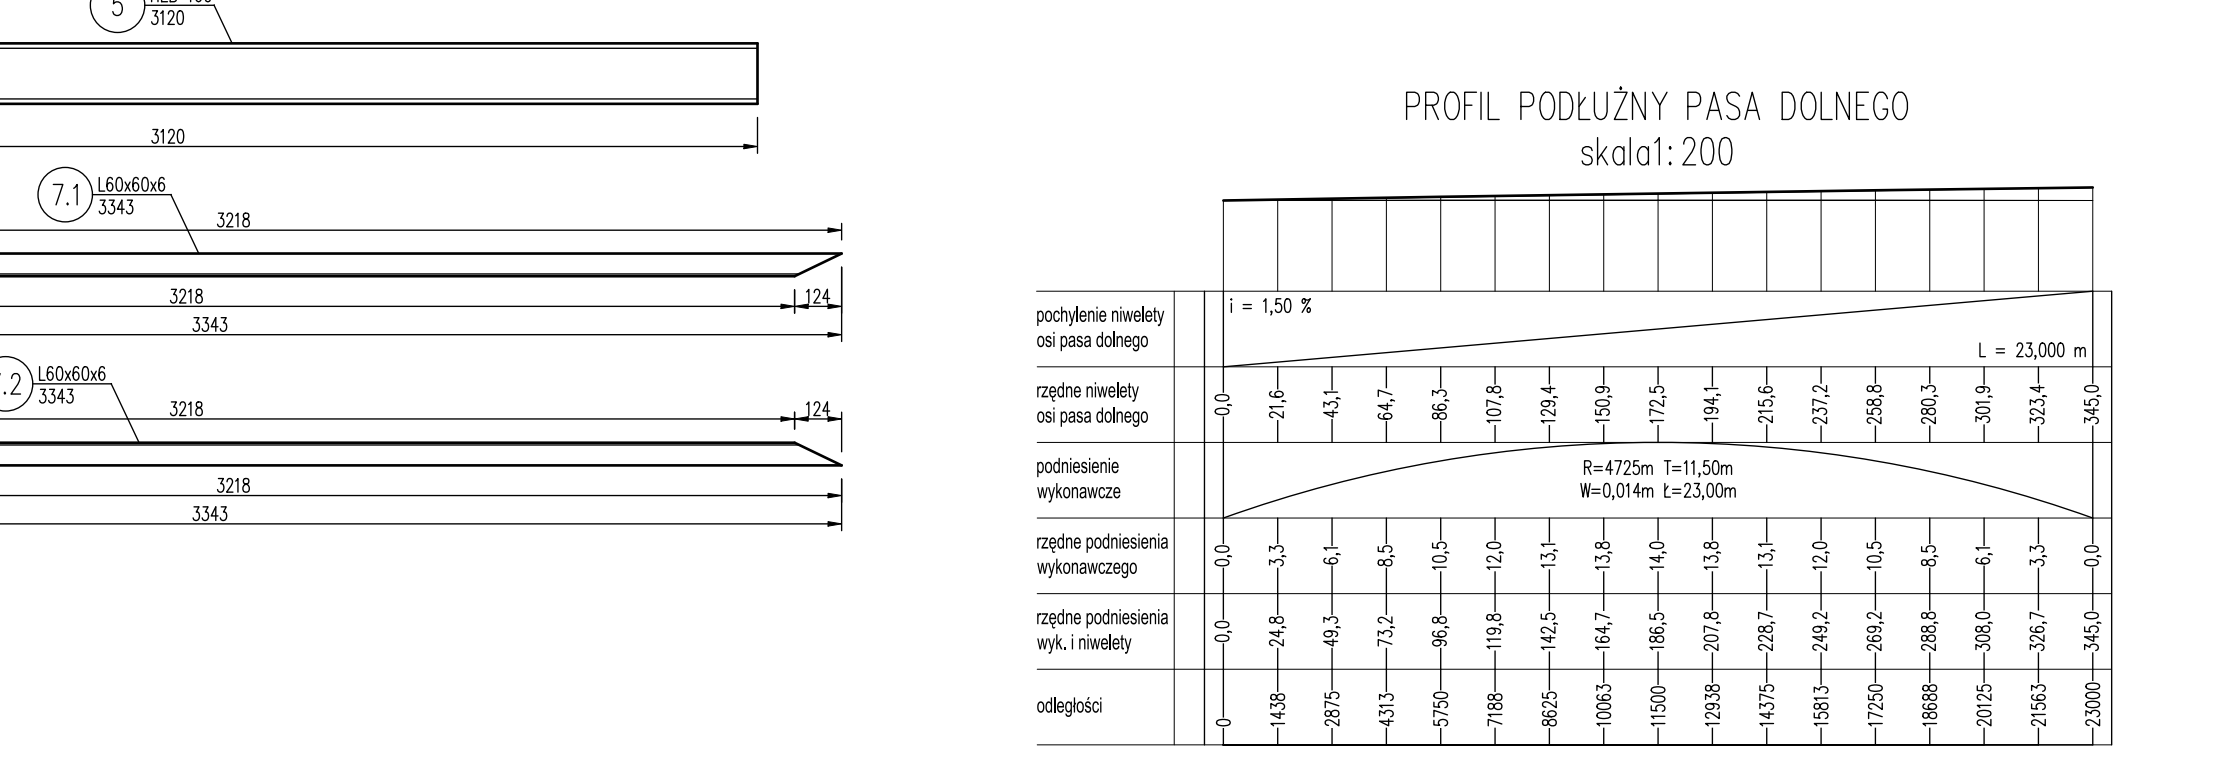 5
3120
3120
7.1 L60x60x6
3343
3218
3218 124
3343
.2 L60x60x6
3343
3218 124
3218
3343
PROFIL PODŁUŻNY PASA DOLNEGO
skala1:200
pochylenie niwelety
osi pasa dolnego
i = 1,50 %
L = 23,000 m
rzędne niwelety
osi pasa dolnego
0,0 21,6 43,1 64,7 86,3 107,8 129,4 150,9 172,5 194,1 215,6 237,2 258,8 280,3 301,9 323,4 345,0
podniesienie
wykonawcze
R=4725m T=11,50m
W=0,014m Ł=23,00m
rzędne podniesienia
wykonawczego
0,0 3,3 6,1 8,5 10,5 12,0 13,1 13,8 14,0 13,8 13,1 12,0 10,5 8,5 6,1 3,3 0,0
rzędne podniesienia
wyk. i niwelety
0,0 24,8 49,3 73,2 96,8 119,8 142,5 164,7 186,5 207,8 228,7 249,2 269,2 288,8 308,0 326,7 345,0
odległości
0 1438 2875 4313 5750 7188 8625 10063 11500 12938 14375 15813 17250 18688 20125 21563 23000